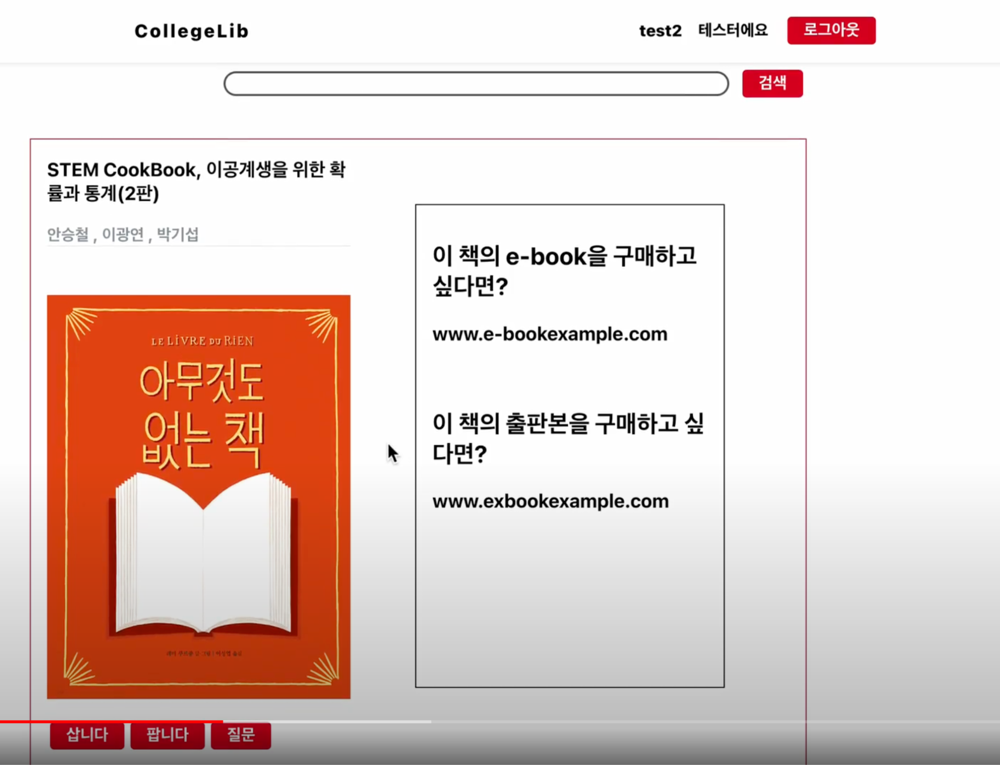 CollegeLib
test2 테스터에요 로그아웃
검색
STEM CookBook, 이공계생을 위한 확
률과 통계(2판)
안승철 , 이광연 , 박기섭
LE LiVRE DU RiEN
아무것도
없는 책
이 책의 e-book을 구매하고
싶다면?
www.e-bookexample.com
이 책의 출판본을 구매하고 싶
다면?
www.exbookexample.com
삽니다 팝니다 질문